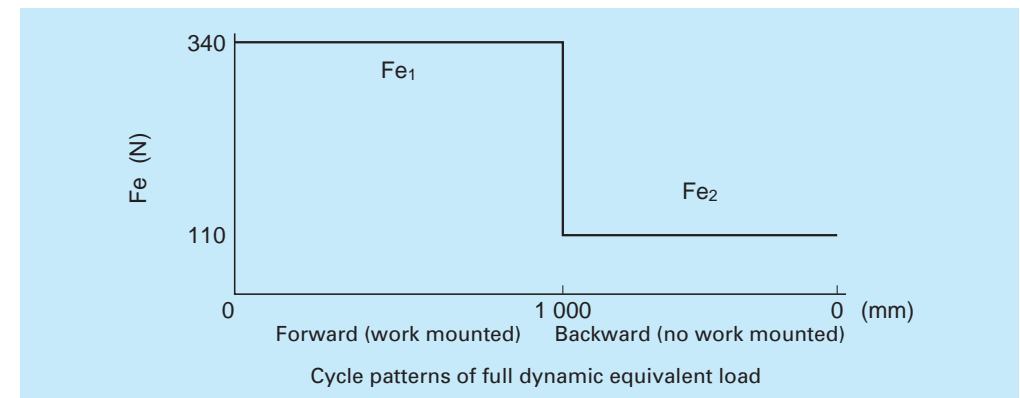 340
Fe1
Fe (N)
Fe2
110
0 1 000 0 (mm)
Forward (work mounted) Backward (no work mounted)
Cycle patterns of full dynamic equivalent load